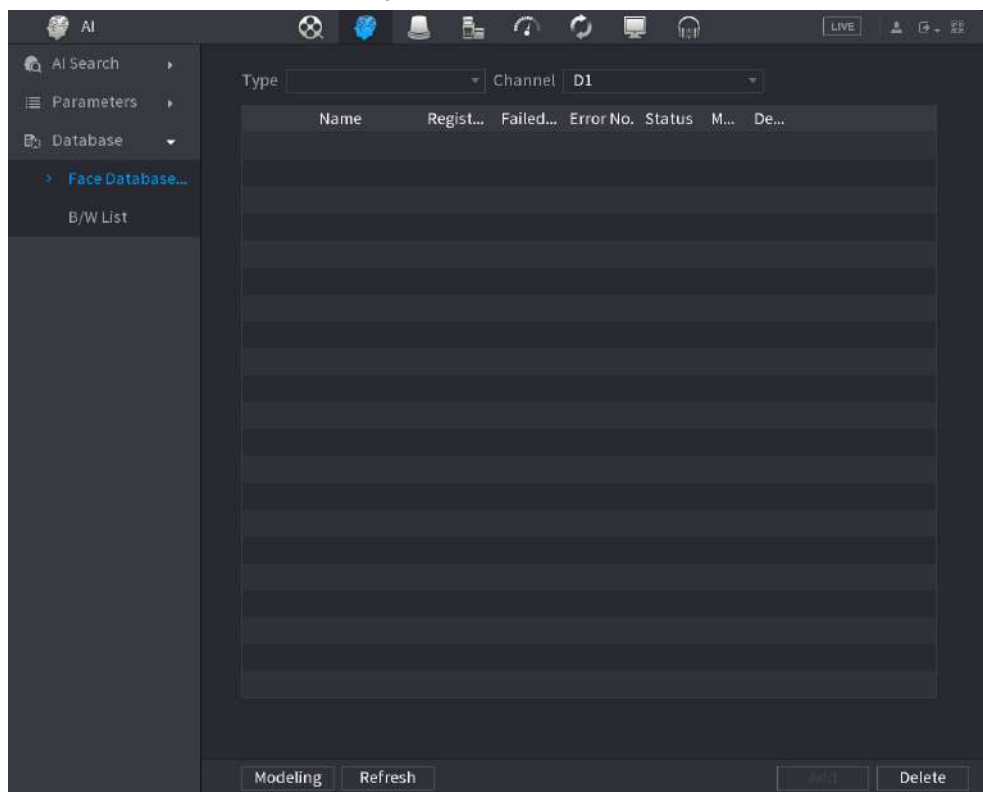 AI
LIVE
AI Search
Parameters
Database
Face Database...
B/W List
Type Channel D1
Name Regist... Failed... Error No. Status M... De...
Modeling Refresh Add Delete